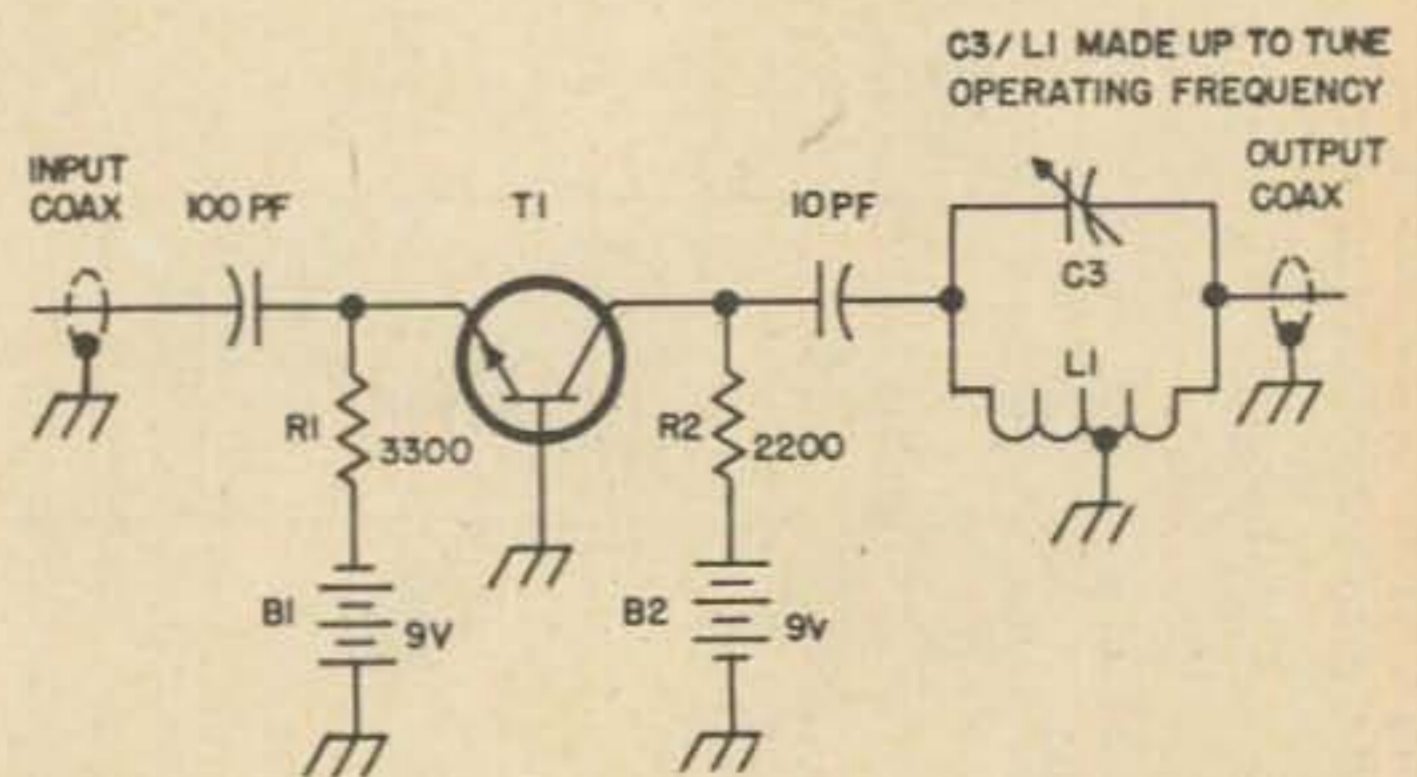 C3/L1 MADE UP TO TUNE
OPERATING FREQUENCY
INPUT
COAX
100 PF
T1
10 PF
OUTPUT
COAX
C3
L1
R1
3300
R2
2200
B1
9V
B2
9V